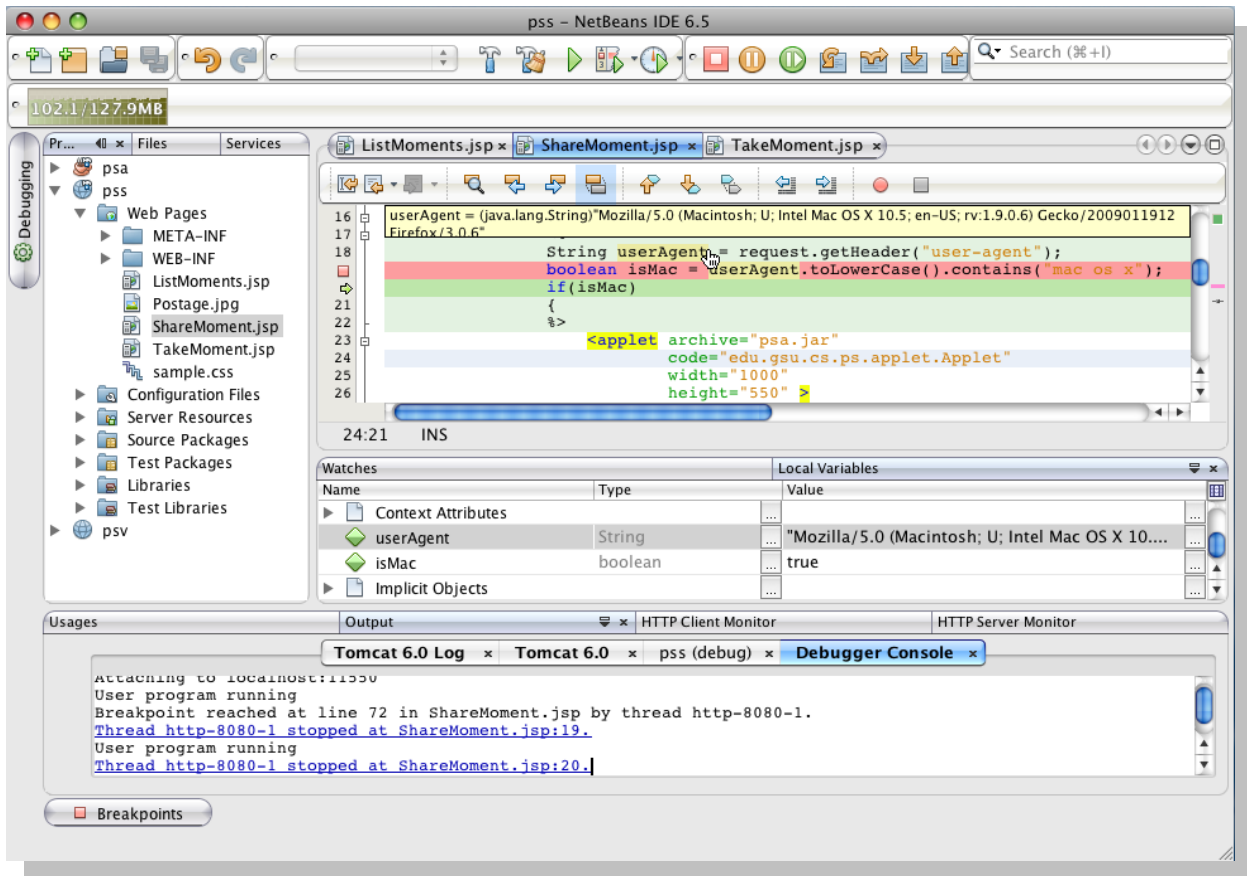 pss – NetBeans IDE 6.5
Search (⌘+I)
102.1/127.9MB
Debugging
Pr... Files Services
psa
pss
Web Pages
META-INF
WEB-INF
ListMoments.jsp
Postage.jpg
ShareMoment.jsp
TakeMoment.jsp
sample.css
Configuration Files
Server Resources
Source Packages
Test Packages
Libraries
Test Libraries
psv
ListMoments.jsp ShareMoment.jsp TakeMoment.jsp
16 userAgent = (java.lang.String)"Mozilla/5.0 (Macintosh; U; Intel Mac OS X 10.5; en-US; rv:1.9.0.6) Gecko/2009011912
17 Firefox/3.0.6"
18 String userAgent = request.getHeader("user-agent");
boolean isMac = userAgent.toLowerCase().contains("mac os x");
if(isMac)
21 {
22 %>
23 <applet archive="psa.jar"
24 code="edu.gsu.cs.ps.applet.Applet"
25 width="1000"
26 height="550" >
24:21 INS
Watches Local Variables
Name Type Value
Context Attributes ... ...
userAgent String ... "Mozilla/5.0 (Macintosh; U; Intel Mac OS X 10.... ...
isMac boolean ... true ...
Implicit Objects ... ...
Usages Output HTTP Client Monitor HTTP Server Monitor
Tomcat 6.0 Log Tomcat 6.0 pss (debug) Debugger Console
Attaching to localhost:11550
User program running
Breakpoint reached at line 72 in ShareMoment.jsp by thread http-8080-1.
Thread http-8080-1 stopped at ShareMoment.jsp:19.
User program running
Thread http-8080-1 stopped at ShareMoment.jsp:20.
Breakpoints